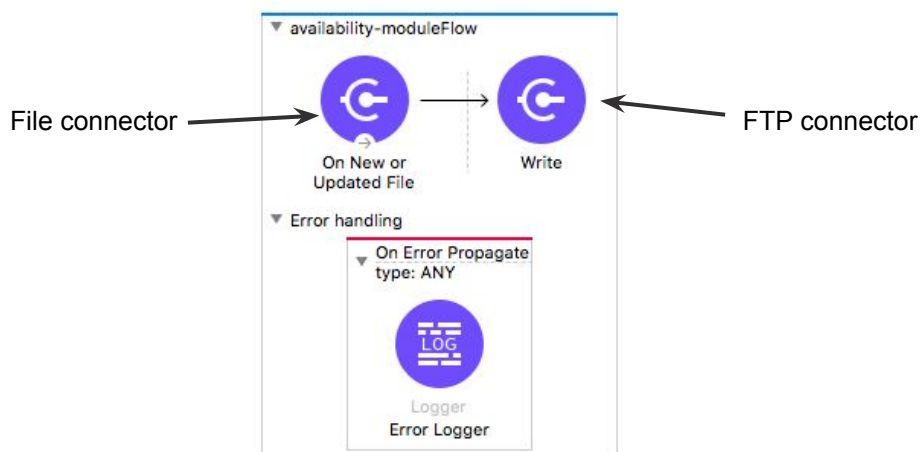 availability-moduleFlow
File connector
FTP connector
On New or
Updated File
Write
Error handling
On Error Propagate
type: ANY
LOG
Logger
Error Logger